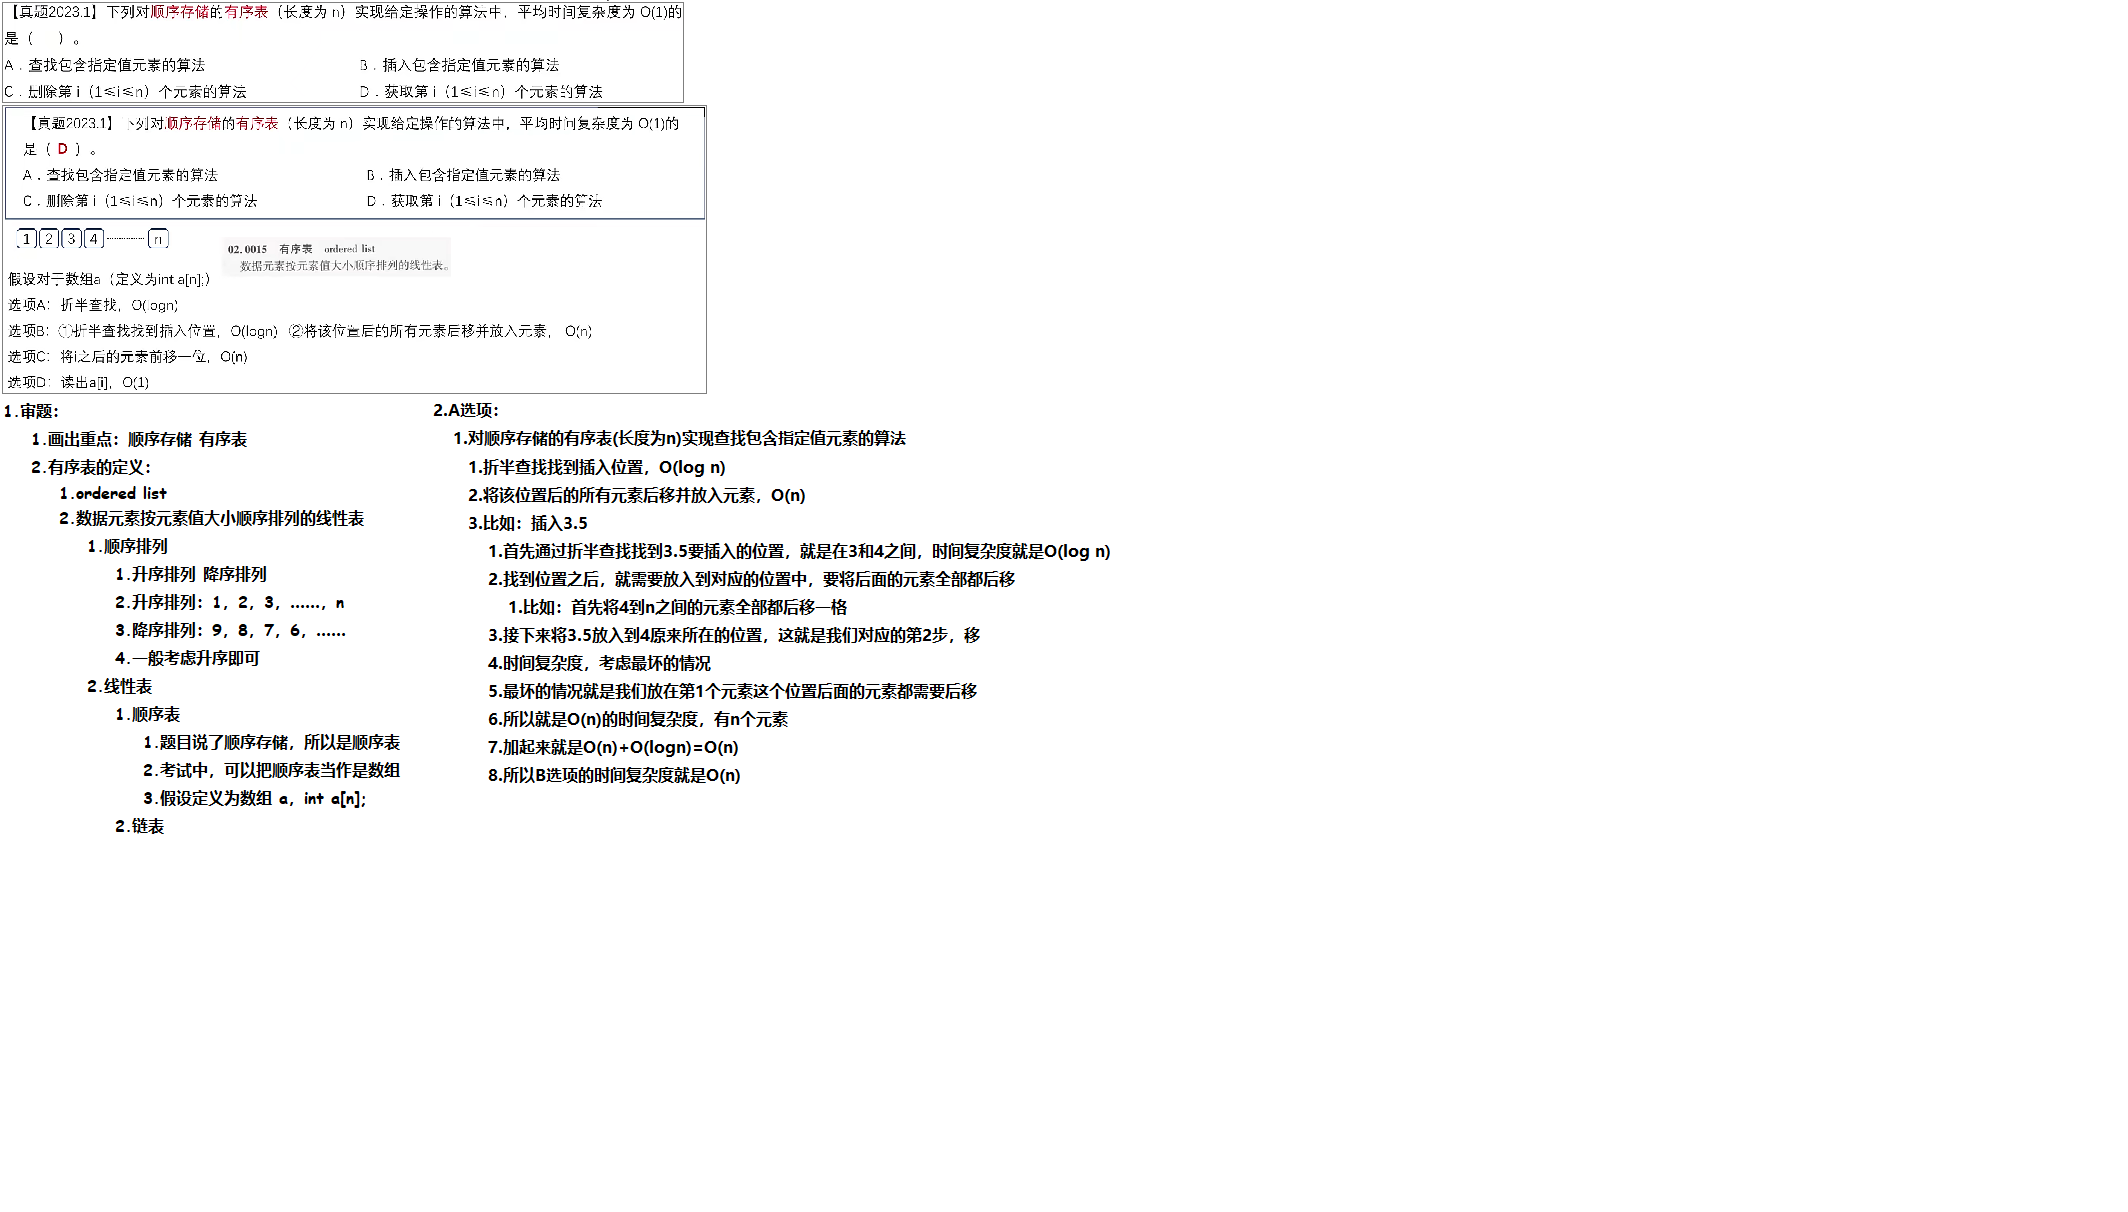 【真题2023.1】下列对顺序存储的有序表（长度为 n）实现给定操作的算法中，平均时间复杂度为 O(1)的
是（　）。
A．查找包含指定值元素的算法　B．插入包含指定值元素的算法
C．删除第 i（1≤i≤n）个元素的算法　D．获取第 i（1≤i≤n）个元素的算法
【真题2023.1】下列对顺序存储的有序表（长度为 n）实现给定操作的算法中，平均时间复杂度为 O(1)的
是（ D ）。
A．查找包含指定值元素的算法　B．插入包含指定值元素的算法
C．删除第 i（1≤i≤n）个元素的算法　D．获取第 i（1≤i≤n）个元素的算法
1 2 3 4 ┈┈┈ n
02.0015　有序表　ordered list
数据元素按元素值大小顺序排列的线性表。
假设对于数组a（定义为int a[n];）
选项A：折半查找，O(logn)
选项B：①折半查找找到插入位置，O(logn) ②将该位置后的所有元素后移并放入元素， O(n)
选项C：将i之后的元素前移一位，O(n)
选项D：读出a[i]，O(1)
1.审题：
1.画出重点：顺序存储 有序表
2.有序表的定义：
1.ordered list
2.数据元素按元素值大小顺序排列的线性表
1.顺序排列
1.升序排列 降序排列
2.升序排列：1，2，3，……，n
3.降序排列：9，8，7，6，……
4.一般考虑升序即可
2.线性表
1.顺序表
1.题目说了顺序存储，所以是顺序表
2.考试中，可以把顺序表当作是数组
3.假设定义为数组 a，int a[n];
2.链表
2.A选项：
1.对顺序存储的有序表(长度为n)实现查找包含指定值元素的算法
1.折半查找找到插入位置，O(log n)
2.将该位置后的所有元素后移并放入元素，O(n)
3.比如：插入3.5
1.首先通过折半查找找到3.5要插入的位置，就是在3和4之间，时间复杂度就是O(log n)
2.找到位置之后，就需要放入到对应的位置中，要将后面的元素全部都后移
1.比如：首先将4到n之间的元素全部都后移一格
3.接下来将3.5放入到4原来所在的位置，这就是我们对应的第2步，移
4.时间复杂度，考虑最坏的情况
5.最坏的情况就是我们放在第1个元素这个位置后面的元素都需要后移
6.所以就是O(n)的时间复杂度，有n个元素
7.加起来就是O(n)+O(logn)=O(n)
8.所以B选项的时间复杂度就是O(n)